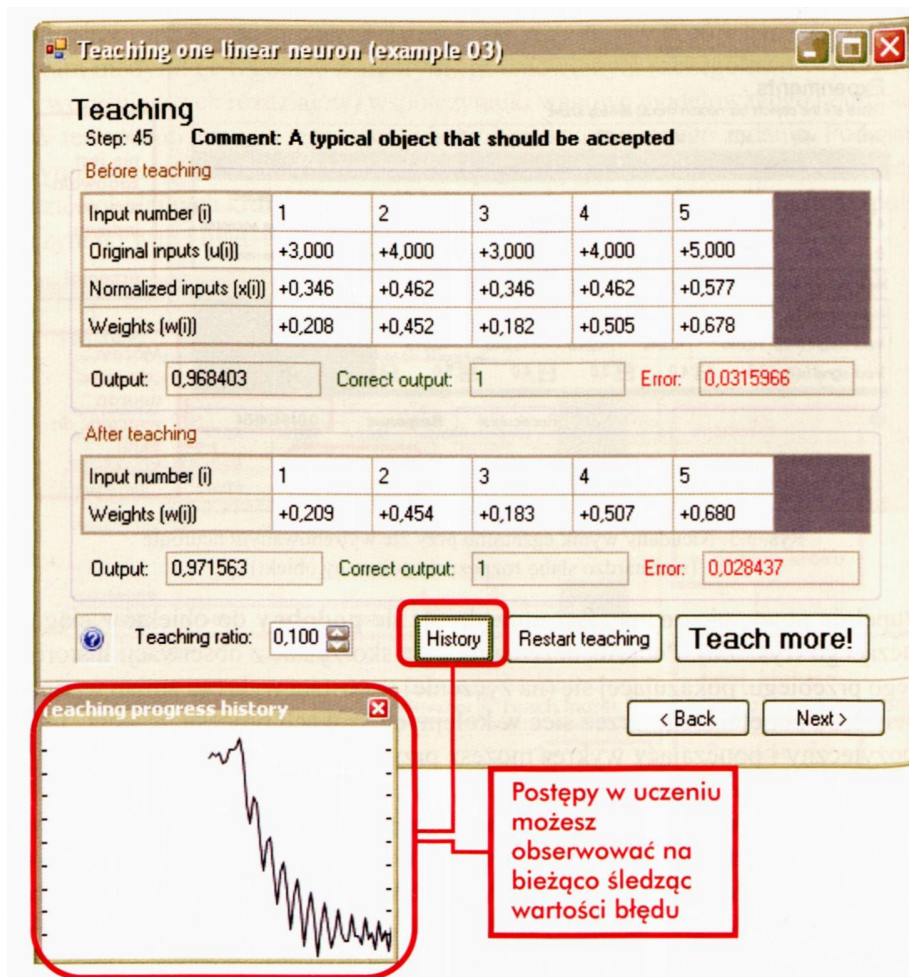 Teaching one linear neuron (example 03)
Teaching
Step: 45 Comment: A typical object that should be accepted
Before teaching
Input number (i) 1 2 3 4 5
Original inputs (u(i)) +3,000 +4,000 +3,000 +4,000 +5,000
Normalized inputs (x(i)) +0,346 +0,462 +0,346 +0,462 +0,577
Weights (w(i)) +0,208 +0,452 +0,182 +0,505 +0,678
Output: 0,968403 Correct output: 1 Error: 0,0315966
After teaching
Input number (i) 1 2 3 4 5
Weights (w(i)) +0,209 +0,454 +0,183 +0,507 +0,680
Output: 0,971563 Correct output: 1 Error: 0,028437
Teaching ratio: 0,100 History Restart teaching Teach more!
Teaching progress history
< Back Next >
Postępy w uczeniu
możesz
obserwować na
bieżąco śledząc
wartości błędu